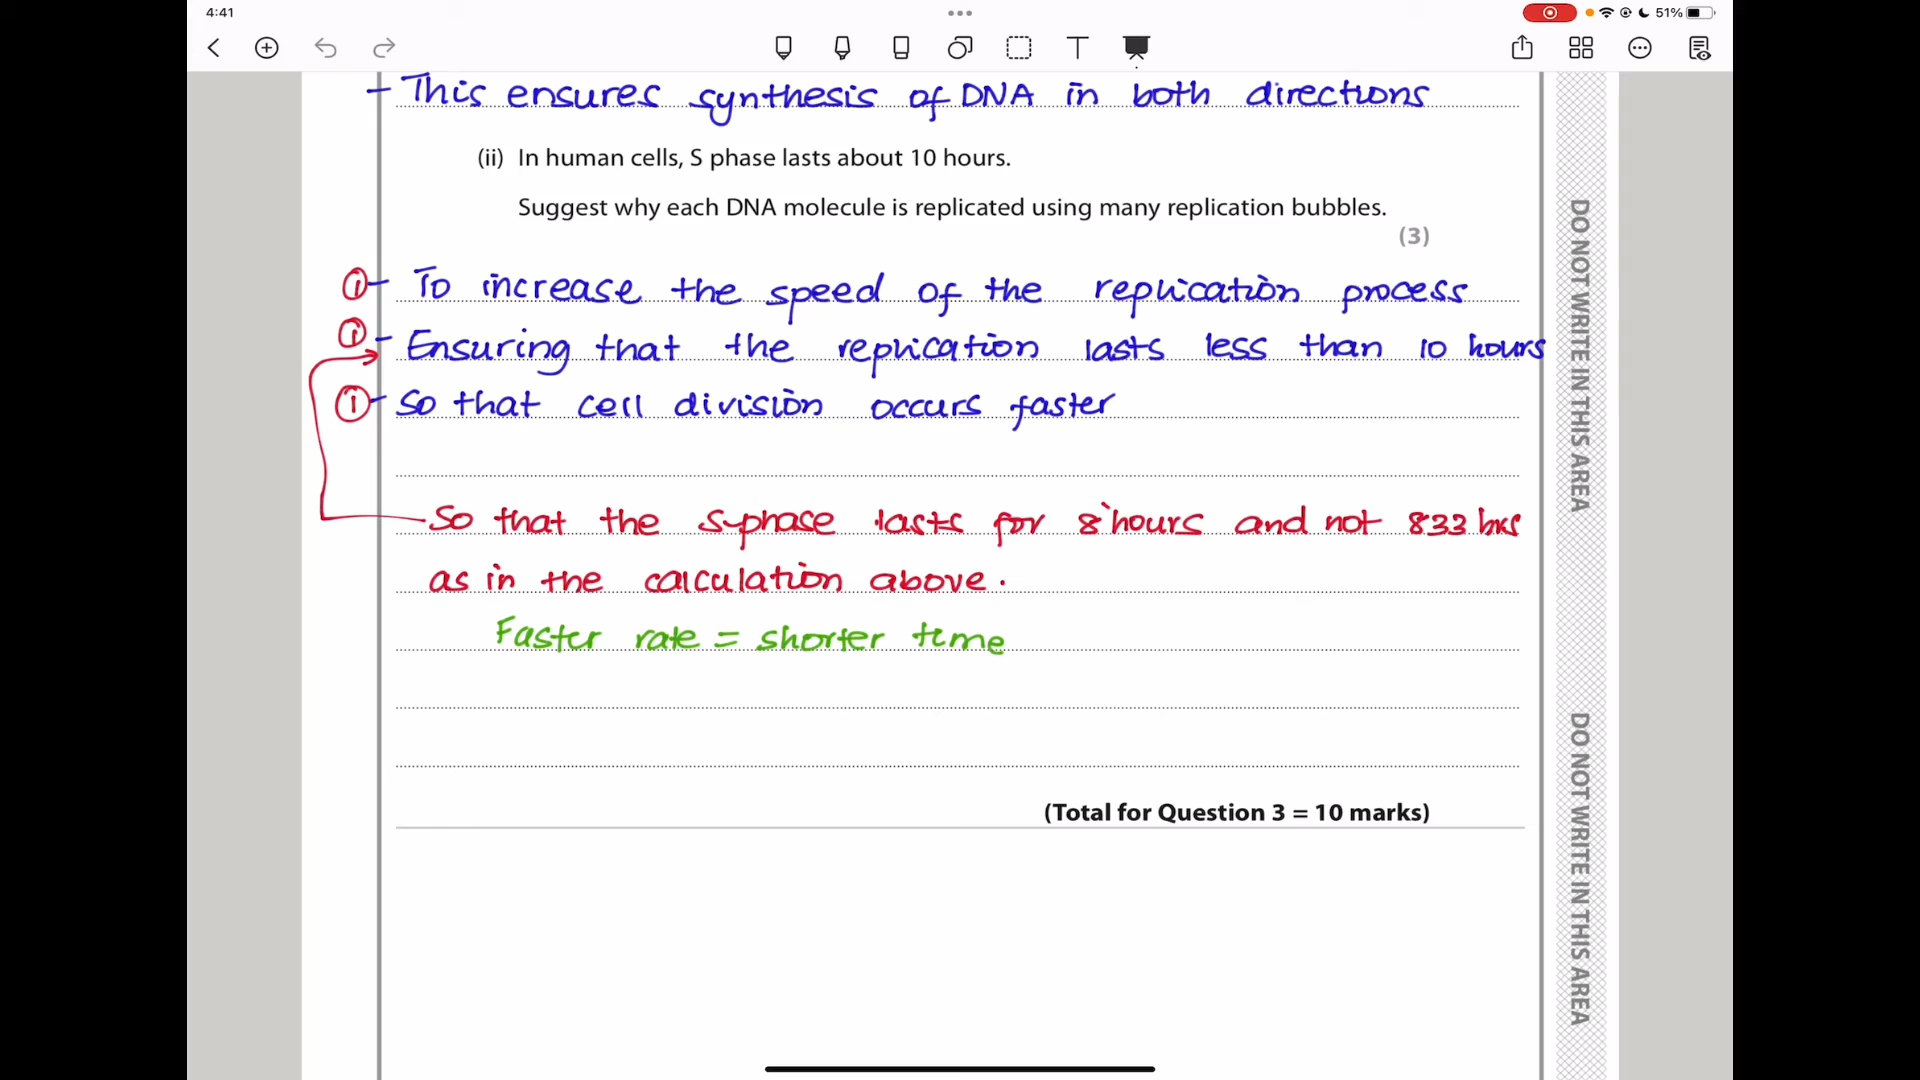 4:41
51%
- This ensures synthesis of DNA in both directions
(ii) In human cells, S phase lasts about 10 hours.
Suggest why each DNA molecule is replicated using many replication bubbles.
(3)
① - To increase the speed of the replication process
① - Ensuring that the replication lasts less than 10 hours
① - So that cell division occurs faster
So that the S-phase lasts for 8 hours and not 833 hrs
as in the calculation above.
Faster rate = shorter time
(Total for Question 3 = 10 marks)
DO NOT WRITE IN THIS AREA
DO NOT WRITE IN THIS AREA